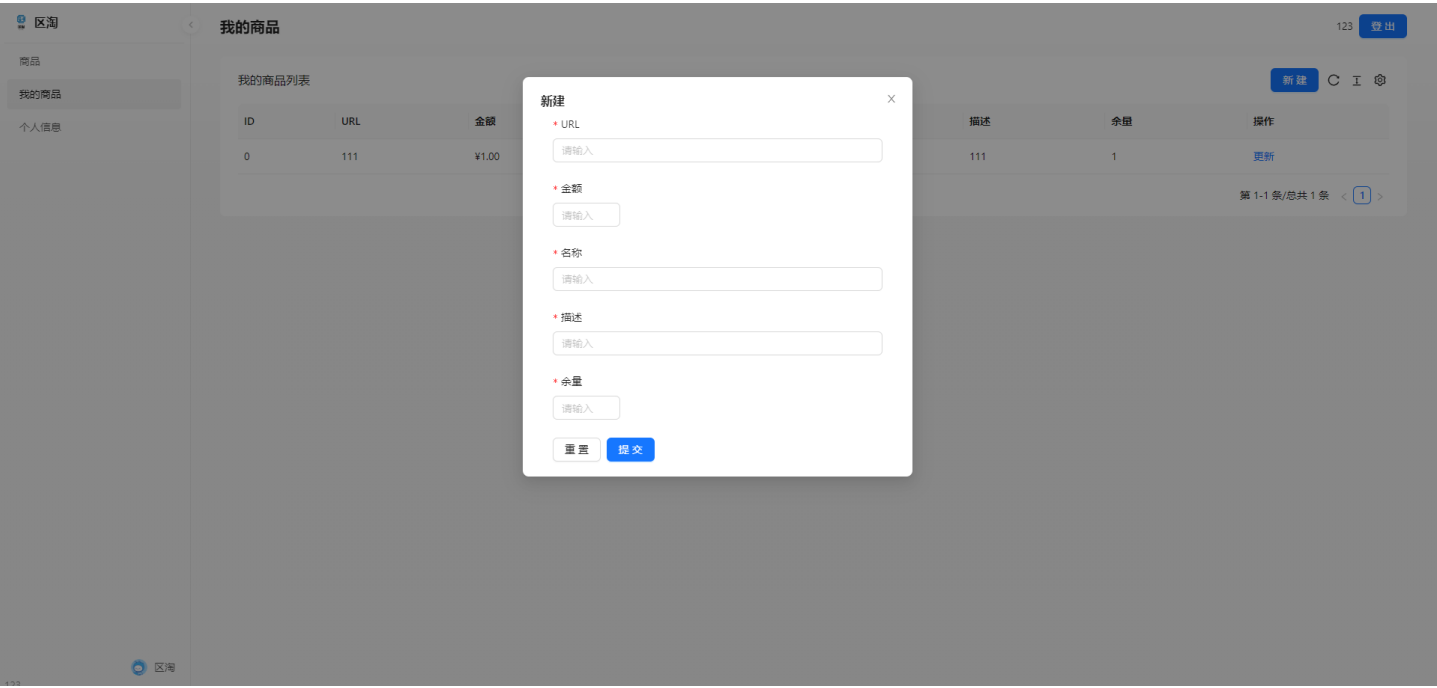 区淘
我的商品
123 登出
商品
我的商品
个人信息
我的商品列表
新建
ID URL 金额 描述 余量 操作
0 111 ¥1.00 111 1 更新
第 1-1 条/总共 1 条 1
新建
* URL
请输入
* 金额
请输入
* 名称
请输入
* 描述
请输入
* 余量
请输入
重置 提交
区淘
123